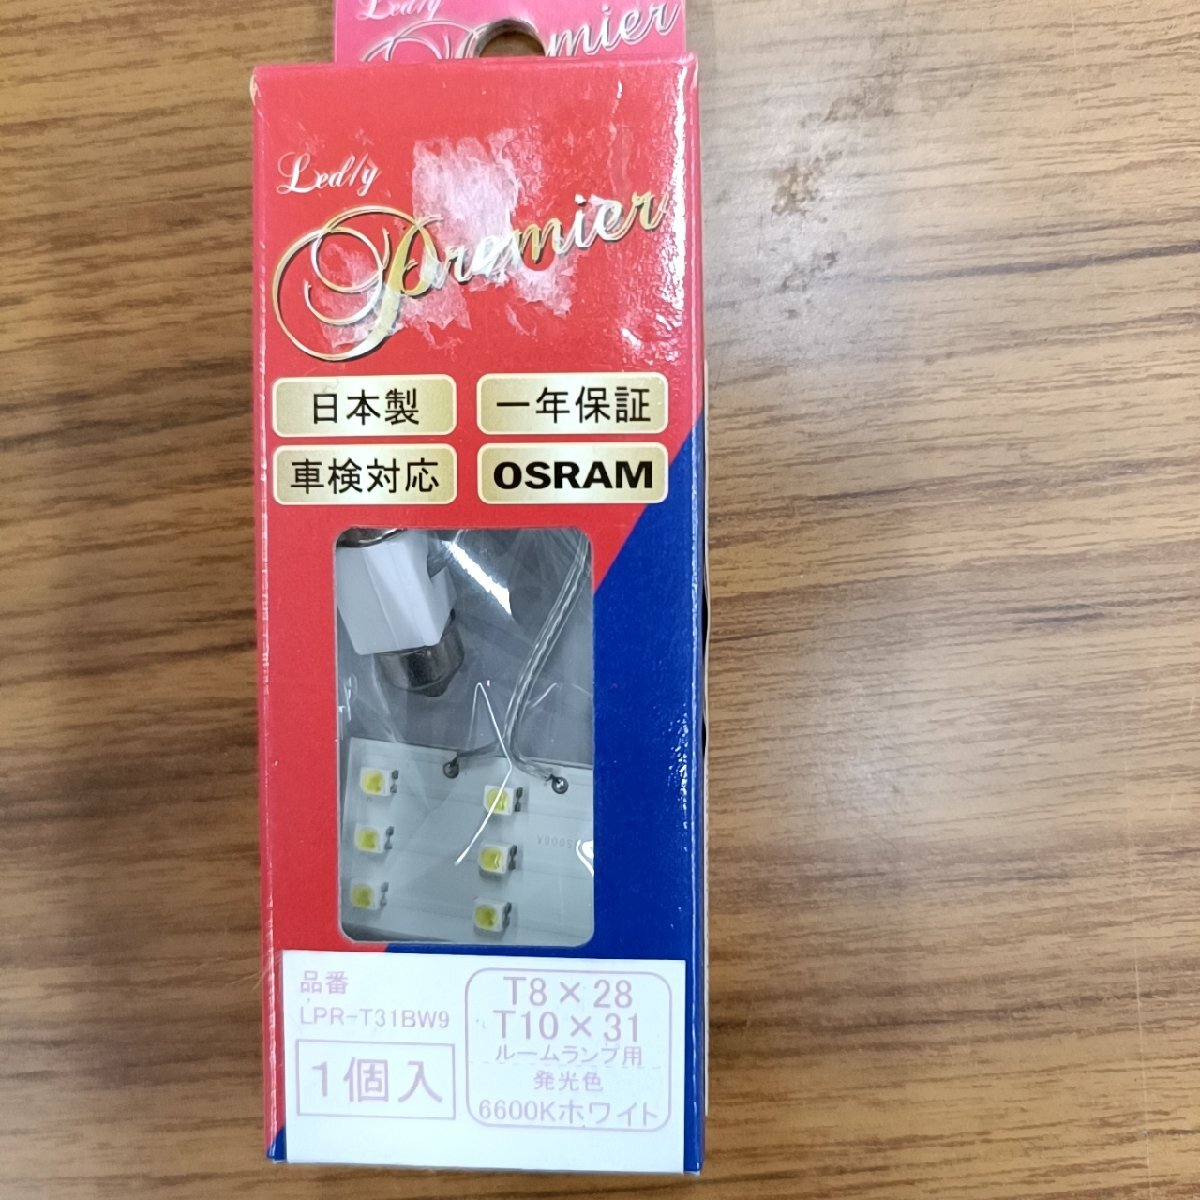 Led/y
Premier
Led/y
Premier
日本製
一年保証
車検対応
OSRAM
品番
LPR-T31BW9
1個入
T8×28
T10×31
ルームランプ用
発光色
6600Kホワイト